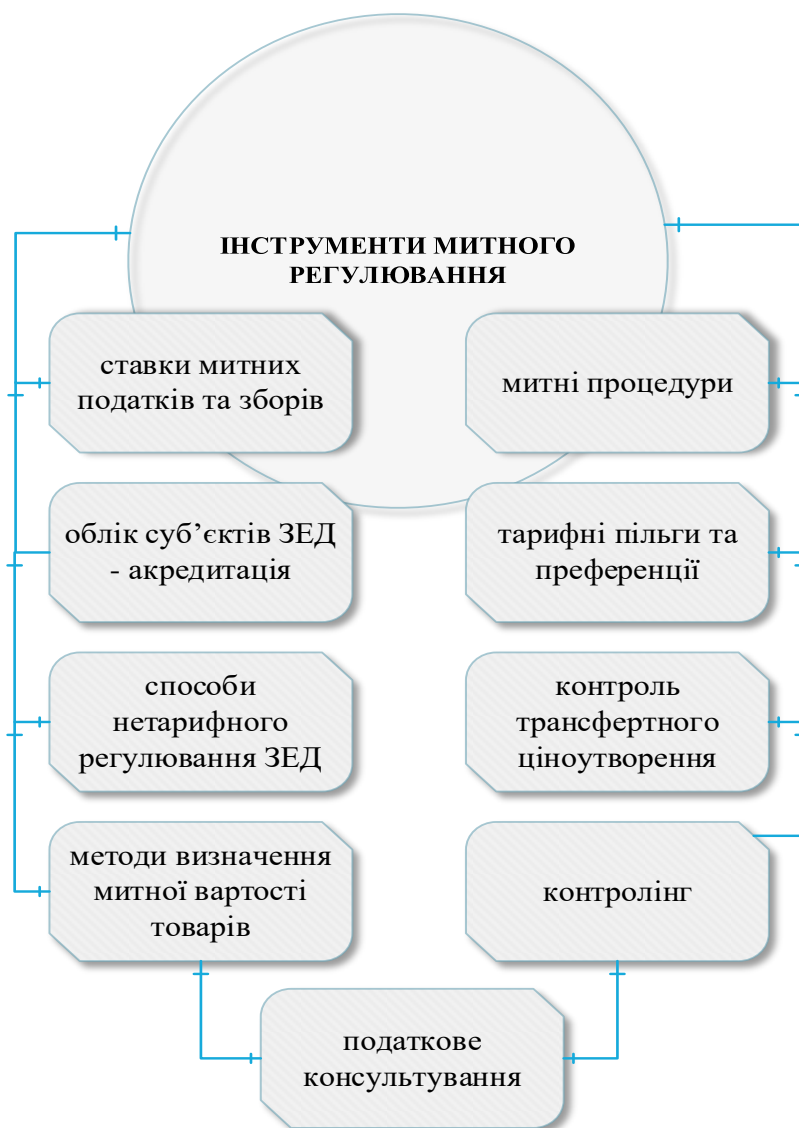 ІНСТРУМЕНТИ МИТНОГО
РЕГУЛЮВАННЯ
ставки митних
податків та зборів
митні процедури
облік суб’єктів ЗЕД
- акредитація
тарифні пільги та
преференції
способи
нетарифного
регулювання ЗЕД
контроль
трансфертного
ціноутворення
методи визначення
митної вартості
товарів
контролінг
податкове
консультування